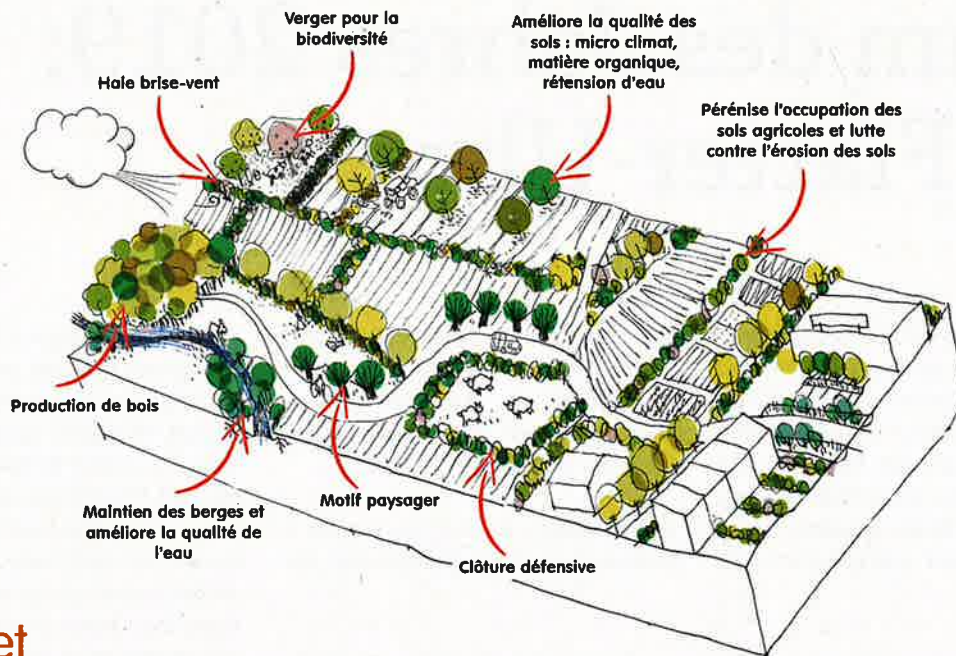 Verger pour la
biodiversité
Améliore la qualité des
sols : micro climat,
matière organique,
rétention d'eau
Haie brise-vent
Pérénise l'occupation des
sols agricoles et lutte
contre l'érosion des sols
Production de bois
Maintien des berges et
améliore la qualité de
l'eau
Motif paysager
Clôture défensive
et